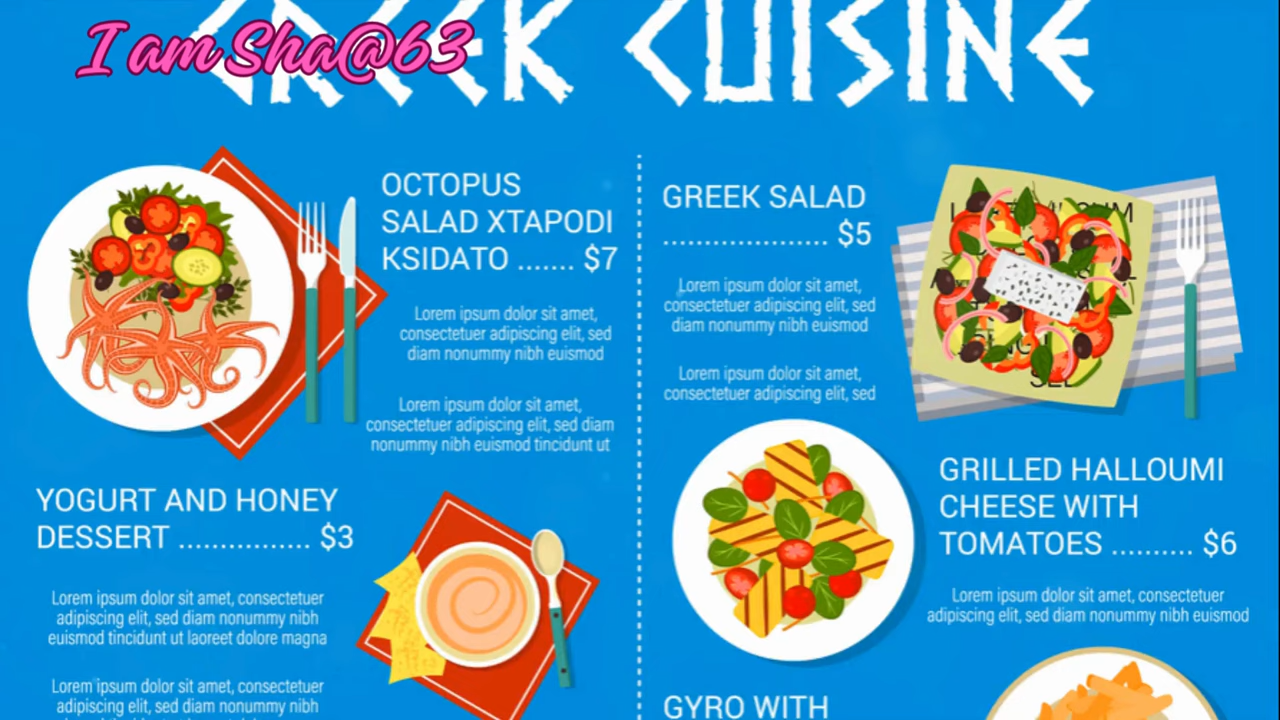 I am Sha@63
GREEK CUISINE
OCTOPUS
SALAD XTAPODI
KSIDATO ....... $7
Lorem ipsum dolor sit amet,
consectetuer adipiscing elit, sed
diam nonummy nibh euismod
Lorem ipsum dolor sit amet,
consectetuer adipiscing elit, sed diam
nonummy nibh euismod tincidunt ut
YOGURT AND HONEY
DESSERT ................ $3
Lorem ipsum dolor sit amet, consectetuer
adipiscing elit, sed diam nonummy nibh
euismod tincidunt ut laoreet dolore magna
Lorem ipsum dolor sit amet, consectetuer
adipiscing elit, sed diam nonummy nibh
GREEK SALAD
.................... $5
Lorem ipsum dolor sit amet,
consectetuer adipiscing elit, sed
diam nonummy nibh euismod
Lorem ipsum dolor sit amet,
consectetuer adipiscing elit, sed
GRILLED HALLOUMI
CHEESE WITH
TOMATOES .......... $6
Lorem ipsum dolor sit amet, consectetuer
adipiscing elit, sed diam nonummy nibh euismod
GYRO WITH